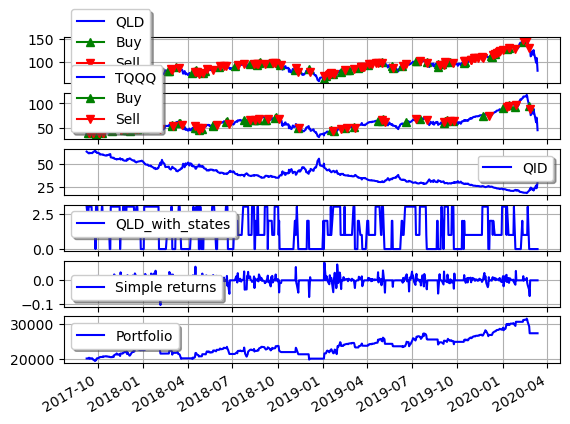 QLD
Buy
Sell
150
100
TQQQ
Buy
Sell
100
50
QID
50
25
QLD_with_states
2.5
0.0
Simple returns
0.0
−0.1
Portfolio
30000
20000
2017-10
2018-01
2018-04
2018-07
2018-10
2019-01
2019-04
2019-07
2019-10
2020-01
2020-04